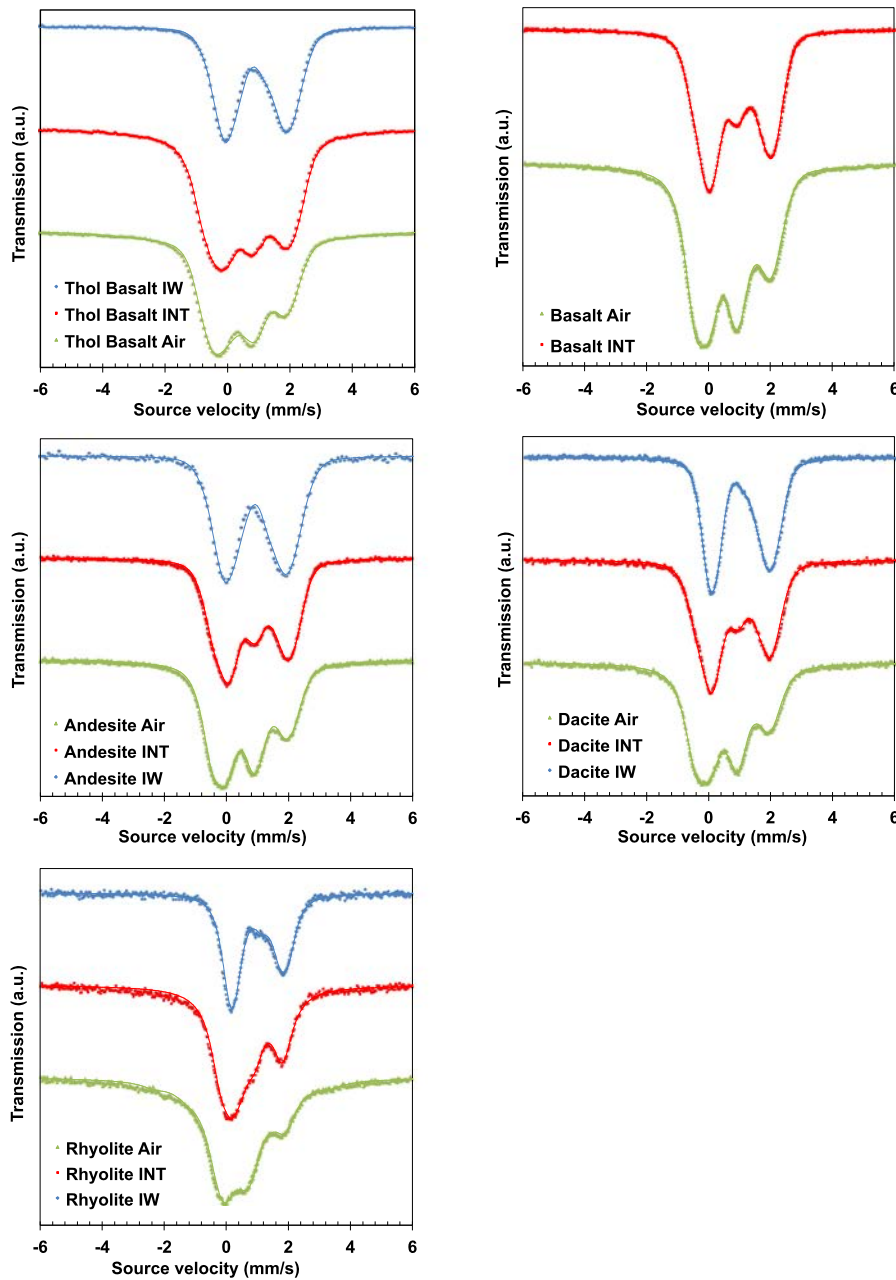 Transmission (a.u.)
Thol Basalt IW
Thol Basalt INT
Thol Basalt Air
-6 -4 -2 0 2 4 6
Source velocity (mm/s)
Transmission (a.u.)
Basalt Air
Basalt INT
-6 -4 -2 0 2 4 6
Source velocity (mm/s)
Transmission (a.u.)
Andesite Air
Andesite INT
Andesite IW
-6 -4 -2 0 2 4 6
Source velocity (mm/s)
Transmission (a.u.)
Dacite Air
Dacite INT
Dacite IW
-6 -4 -2 0 2 4 6
Source velocity (mm/s)
Transmission (a.u.)
Rhyolite Air
Rhyolite INT
Rhyolite IW
-6 -4 -2 0 2 4 6
Source velocity (mm/s)